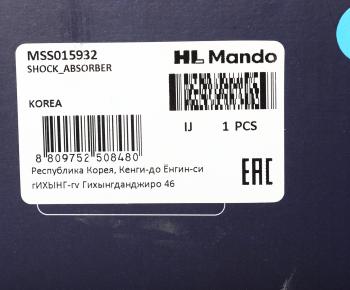 MSS015932
SHOCK_ABSORBER
HL Mando
KOREA
IJ 1 PCS
8 809752 508480
Республика Корея, Кенги-до Ёнгин-си
гИХЫНГ-гv Гихынгданджиро 46
EAC